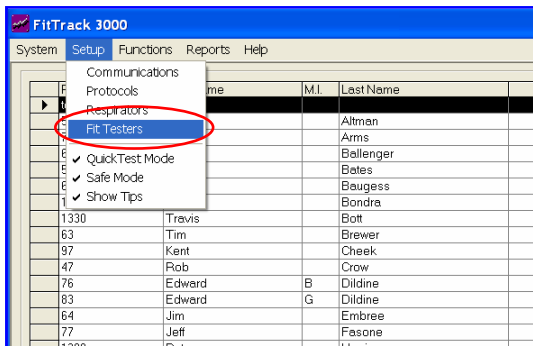 FitTrack 3000
System Setup Functions Reports Help
Communications
Protocols
Respirators
Fit Testers
QuickTest Mode
Safe Mode
Show Tips
M.I. Last Name
Altman
Arms
Ballenger
Bates
Baugess
Bondra
1330 Travis Bott
63 Tim Brewer
97 Kent Cheek
47 Rob Crow
76 Edward B Dildine
83 Edward G Dildine
64 Jim Embree
77 Jeff Fasone